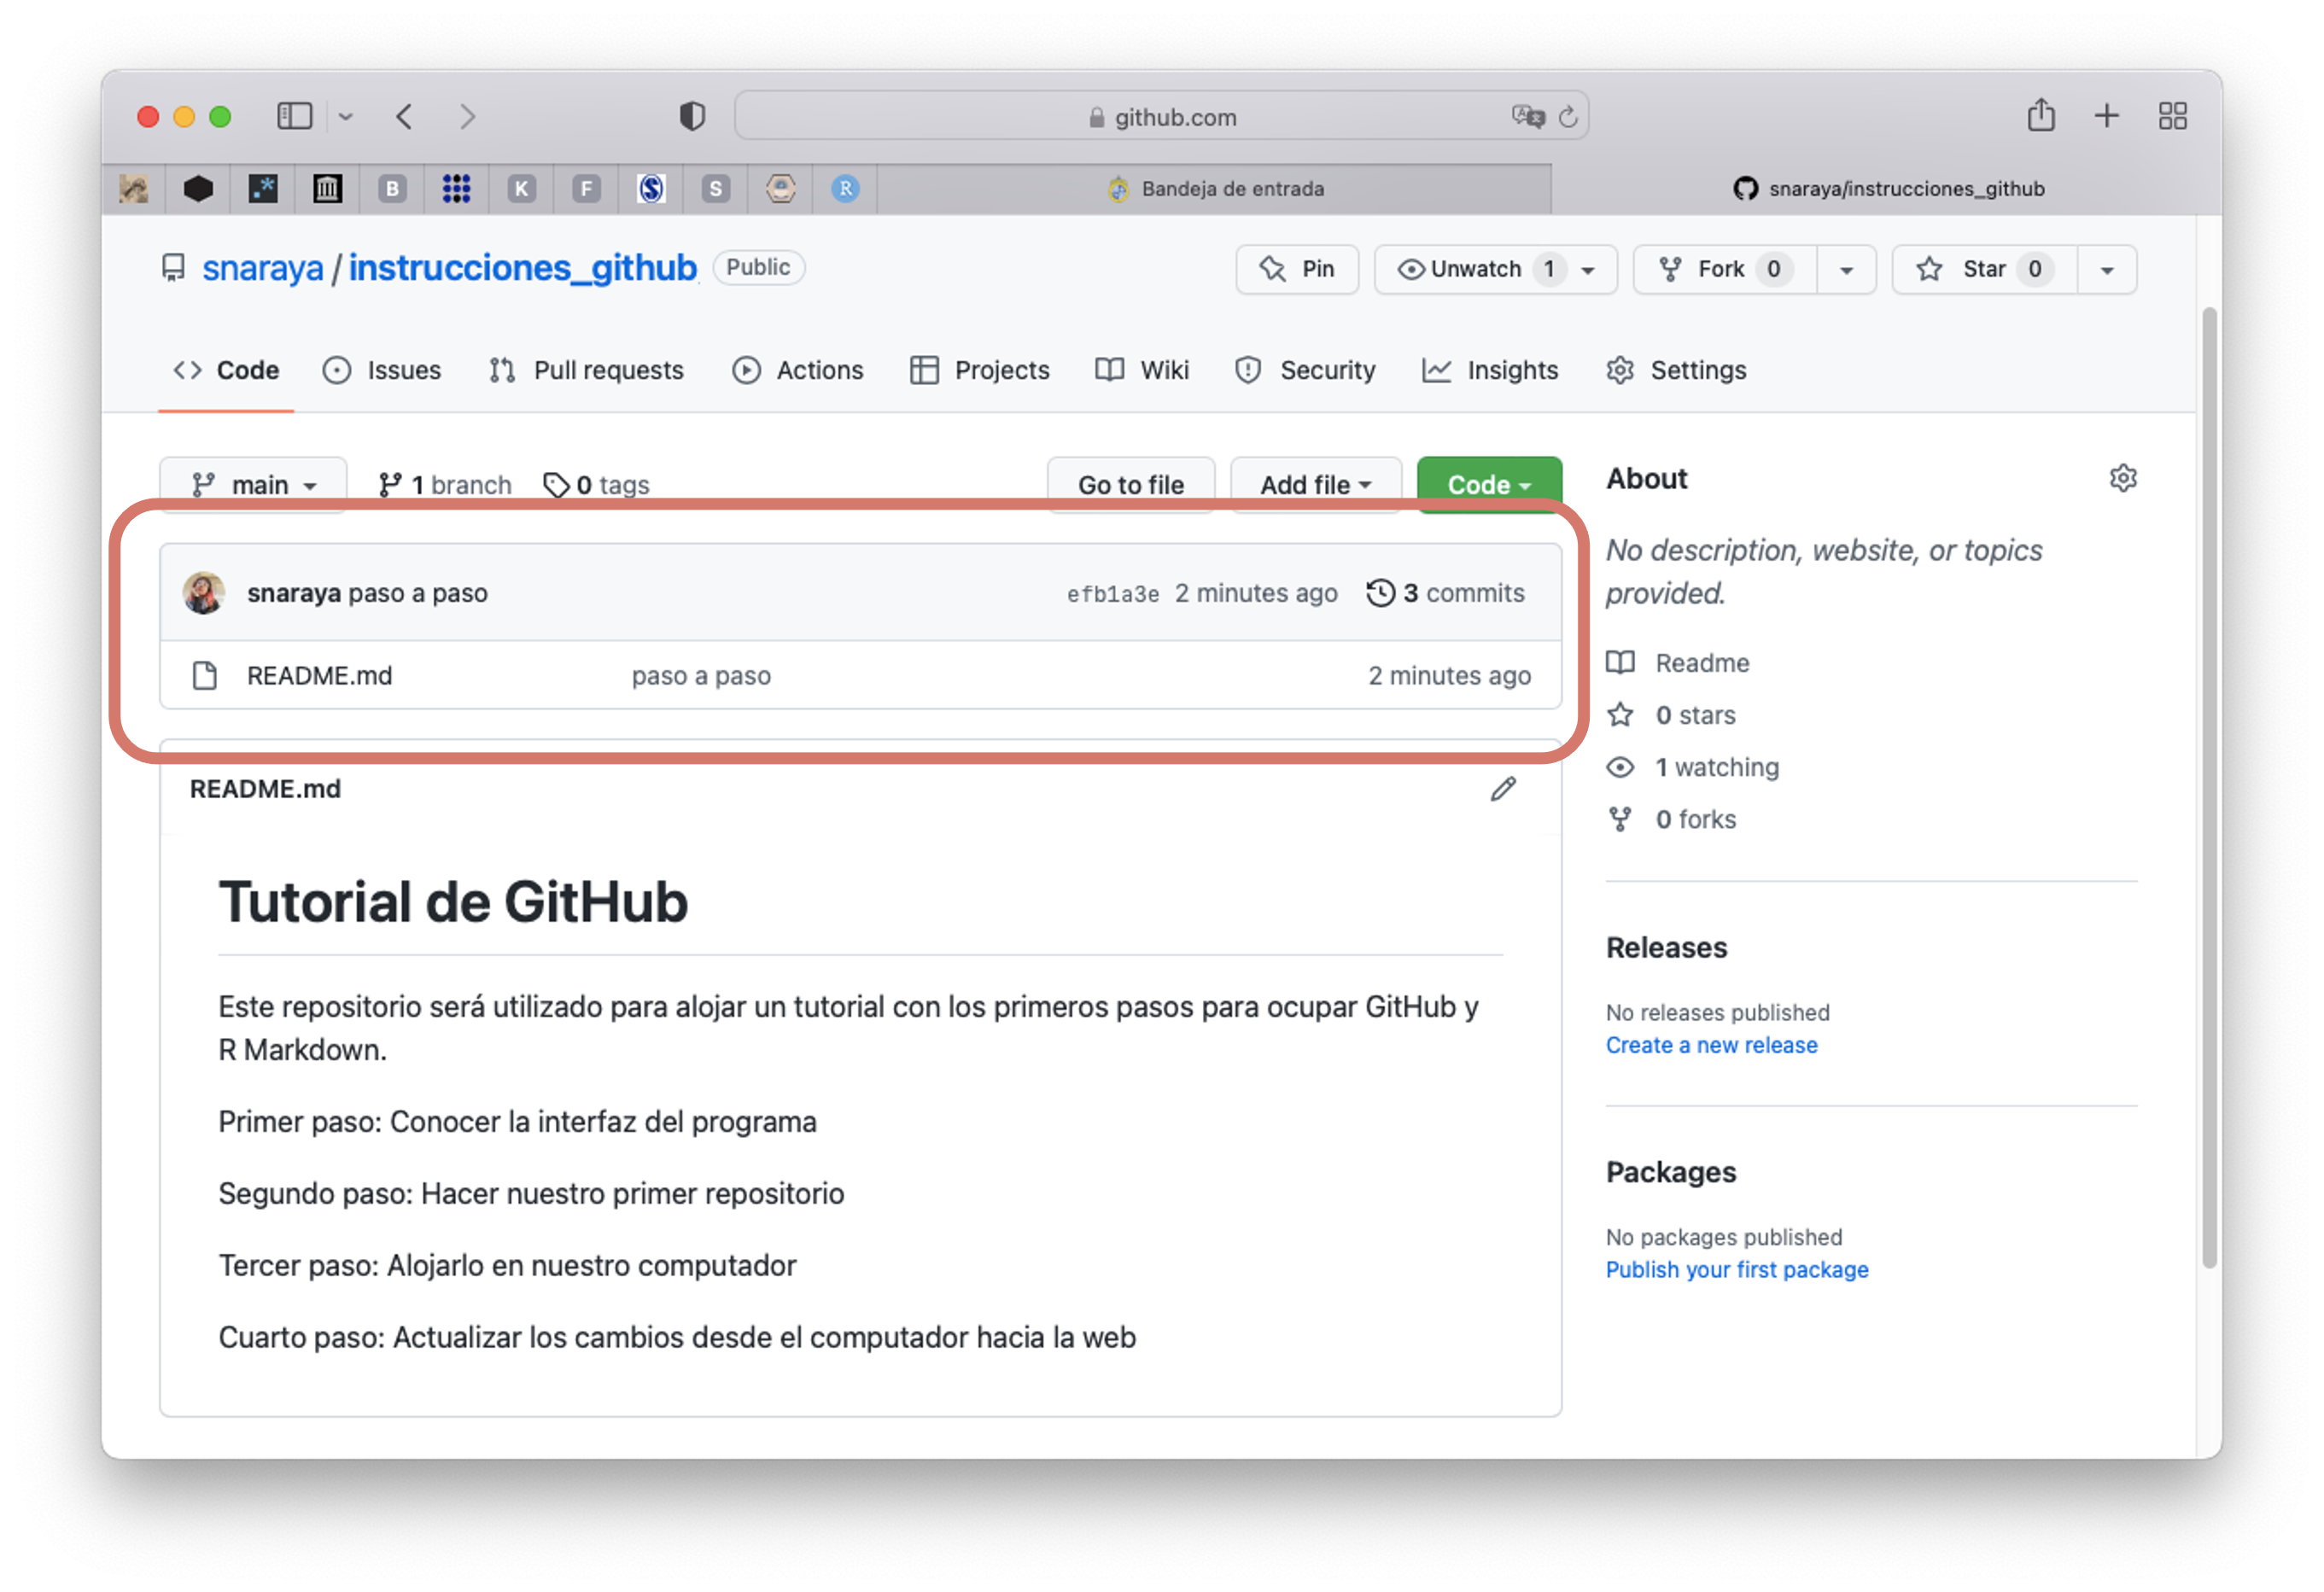 github.com
B
K
F
S
S
R
Bandeja de entrada
snaraya/instrucciones_github
snaraya / instrucciones_github Public
Pin
Unwatch 1
Fork 0
Star 0
Code
Issues
Pull requests
Actions
Projects
Wiki
Security
Insights
Settings
main
1 branch
0 tags
Go to file
Add file
Code
snaraya paso a paso
efb1a3e 2 minutes ago
3 commits
README.md
paso a paso
2 minutes ago
README.md
Tutorial de GitHub
Este repositorio será utilizado para alojar un tutorial con los primeros pasos para ocupar GitHub y
R Markdown.
Primer paso: Conocer la interfaz del programa
Segundo paso: Hacer nuestro primer repositorio
Tercer paso: Alojarlo en nuestro computador
Cuarto paso: Actualizar los cambios desde el computador hacia la web
About
No description, website, or topics
provided.
Readme
0 stars
1 watching
0 forks
Releases
No releases published
Create a new release
Packages
No packages published
Publish your first package